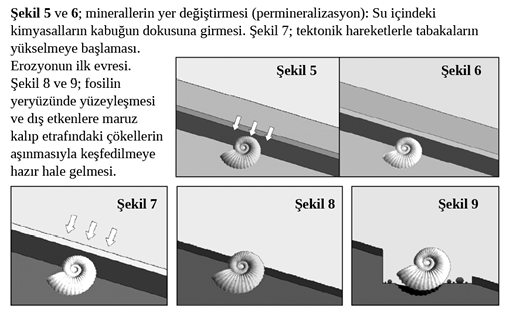 Şekil 5 ve 6; minerallerin yer değiştirmesi (permineralizasyon): Su içindeki
kimyasalların kabuğun dokusuna girmesi. Şekil 7; tektonik hareketlerle tabakaların
yükselmeye başlaması.
Erozyonun ilk evresi.
Şekil 8 ve 9; fosilin
yeryüzünde yüzeyleşmesi
ve dış etkenlere maruz
kalıp etrafındaki çökellerin
aşınmasıyla keşfedilmeye
hazır hale gelmesi.
Şekil 5
Şekil 6
Şekil 7
Şekil 8
Şekil 9